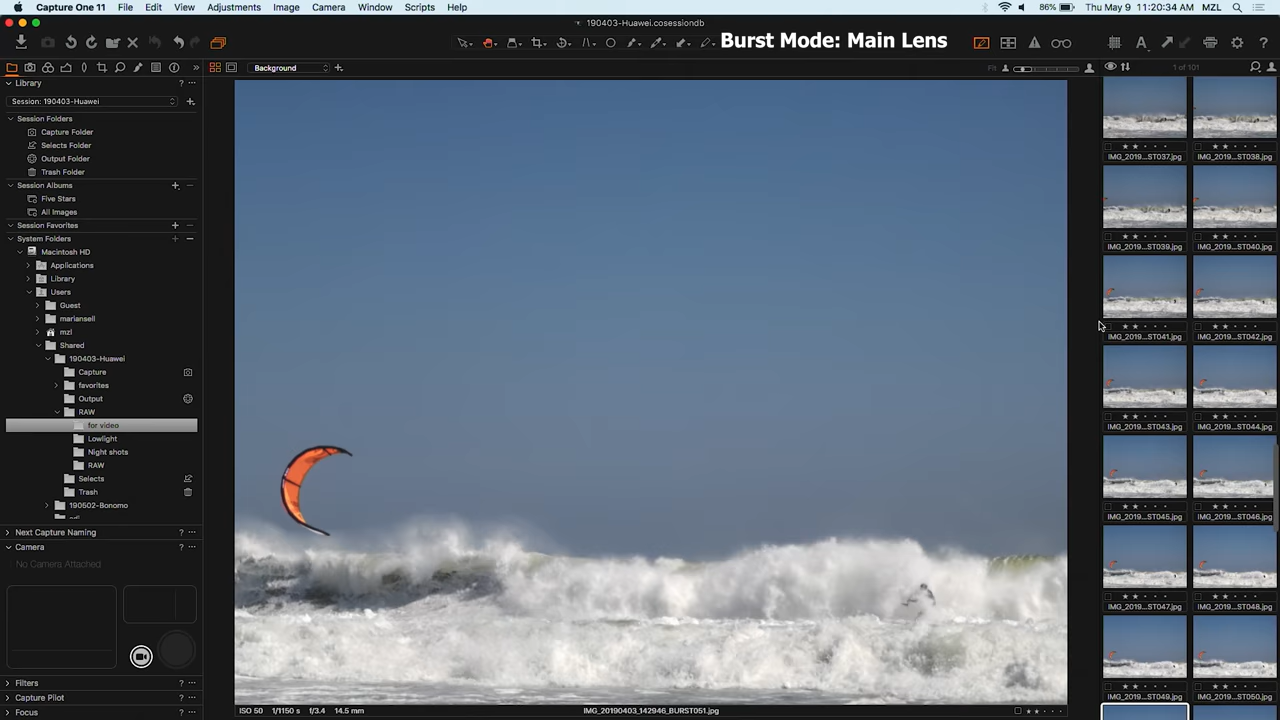 Capture One 11 File Edit View Adjustments Image Camera Window Scripts Help 86% Thu May 9 11:20:34 AM MZL
190403-Huawei.cosessiondb
Burst Mode: Main Lens
Background
Fit
1 of 101
Library
Session: 190403-Huawei
Session Folders
Capture Folder
Selects Folder
Output Folder
Trash Folder
Session Albums
Five Stars
All Images
Session Favorites
System Folders
Macintosh HD
Applications
Library
Users
Guest
mariansell
mzl
Shared
190403-Huawei
Capture
favorites
Output
RAW
for video
Lowlight
Night shots
RAW
Selects
Trash
190502-Bonomo
Next Capture Naming
Camera
No Camera Attached
Filters
Capture Pilot
Focus
ISO 50 1/1150 s f/3.4 14.5 mm IMG_20190403_142946_BURST051.jpg
IMG_2019...ST037.jpg IMG_2019...ST038.jpg
IMG_2019...ST039.jpg IMG_2019...ST040.jpg
IMG_2019...ST041.jpg IMG_2019...ST042.jpg
IMG_2019...ST043.jpg IMG_2019...ST044.jpg
IMG_2019...ST045.jpg IMG_2019...ST046.jpg
IMG_2019...ST047.jpg IMG_2019...ST048.jpg
IMG_2019...ST049.jpg IMG_2019...ST050.jpg